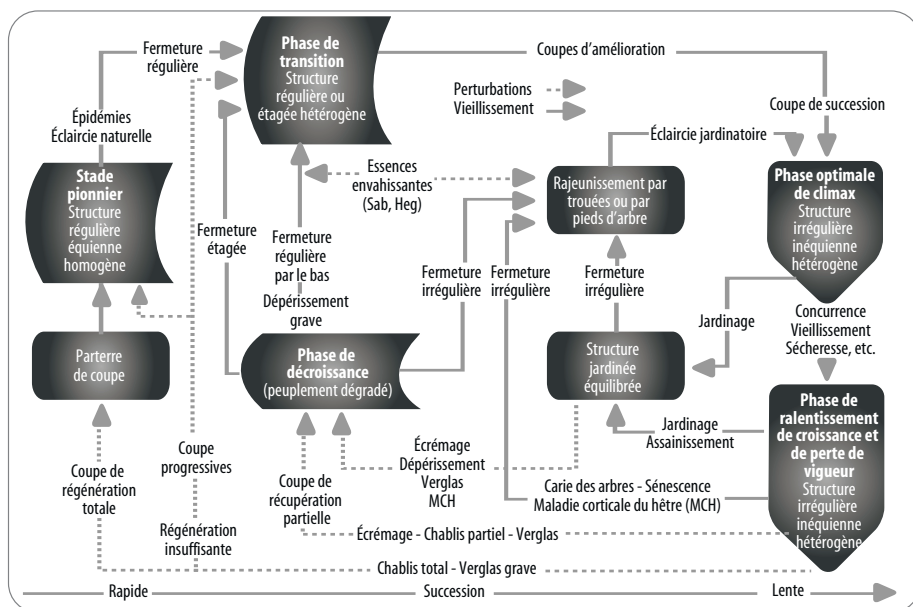 Fermeture
régulière
Phase de
transition
Structure
régulière ou
étagée hétérogène
Coupes d'amélioration
Perturbations
Vieillissement
Coupe de succession
Épidémies
Éclaircie naturelle
Éclaircie jardinatoire
Essences
envahissantes
(Sab, Heg)
Stade
pionnier
Structure
régulière
équienne
homogène
Rajeunissement par
trouées ou par
pieds d'arbre
Phase optimale
de climax
Structure
irrégulière
inéquienne
hétérogène
Fermeture
étagée
Fermeture
régulière
par le bas
Dépérissement
grave
Fermeture
irrégulière
Fermeture
irrégulière
Fermeture
irrégulière
Jardinage
Concurrence
Vieillissement
Sécheresse, etc.
Parterre
de coupe
Phase de
décroissance
(peuplement dégradé)
Structure
jardinée
équilibrée
Phase de
ralentissement
de croissance et
de perte de
vigueur
Structure
irrégulière
inéquienne
hétérogène
Jardinage
Assainissement
Coupe de
régénération
totale
Coupe
progressives
Coupe de
récupération
partielle
Écrémage
Dépérissement
Verglas
MCH
Carie des arbres - Sénescence
Maladie corticale du hêtre (MCH)
Régénération
insuffisante
Écrémage - Chablis partiel - Verglas
Chablis total - Verglas grave
Rapide
Succession
Lente